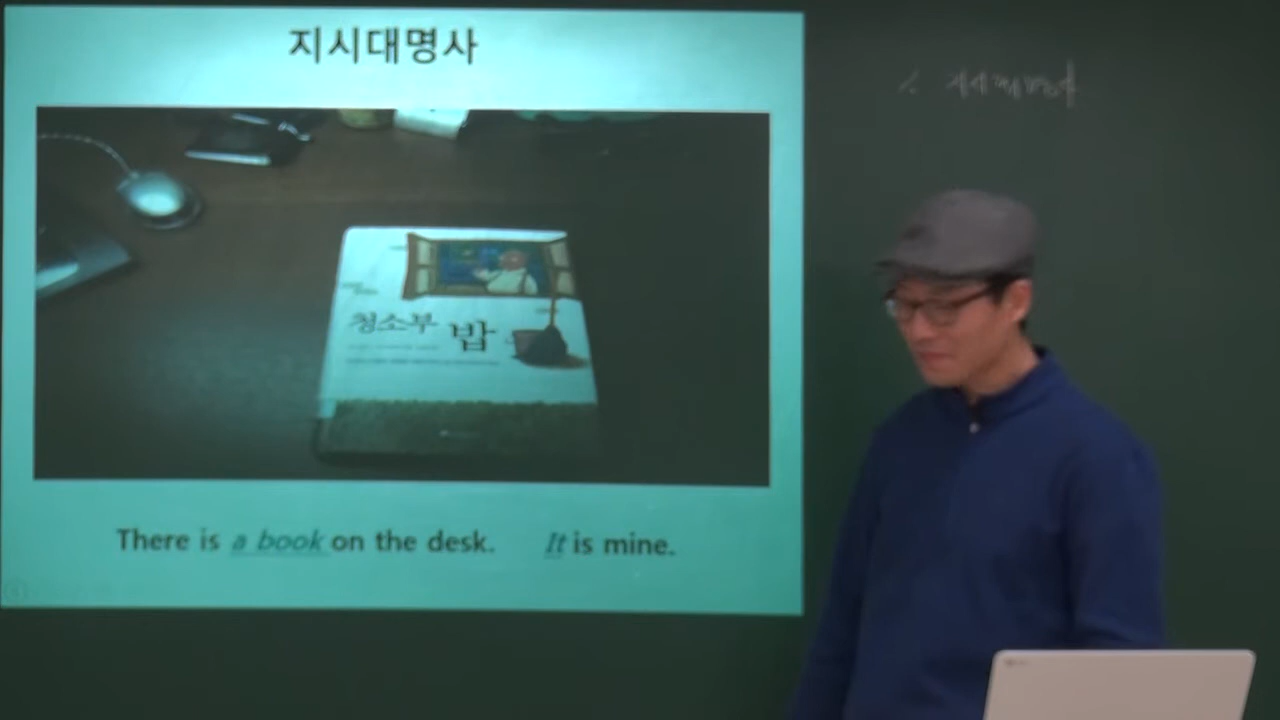 지시대명사
청소부 밥
There is a book on the desk. It is mine.